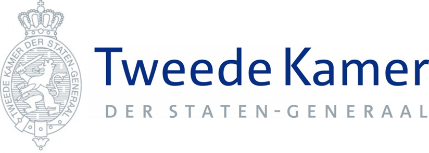 TWEEDE KAMER DER STATEN-GENERAAL
Tweede Kamer
DER STATEN-GENERAAL